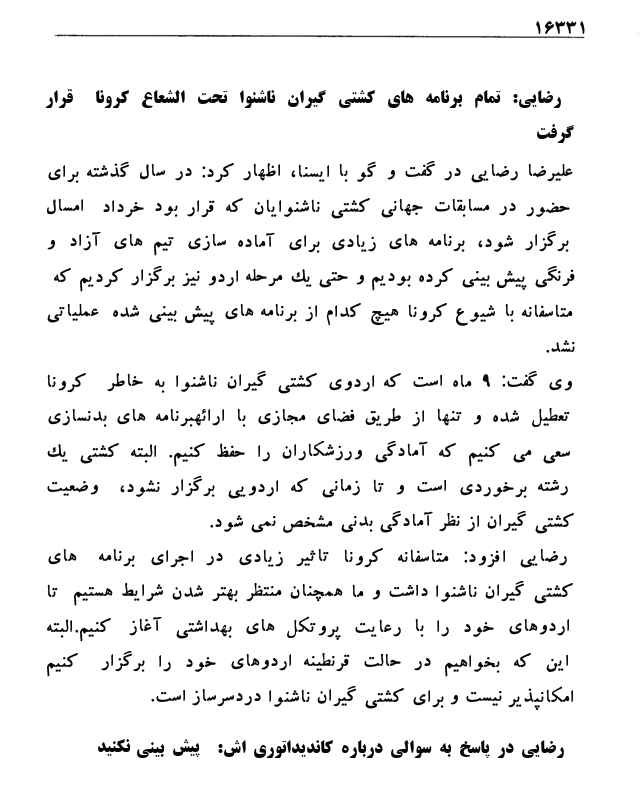 ۱۶۳۳۱
رضایی: تمام برنامه های کشتی گیران ناشنوا تحت الشعاع کرونا قرار
گرفت
علیرضا رضایی در گفت و گو با ایسنا، اظهار کرد: در سال گذشته برای
حضور در مسابقات جهانی کشتی ناشنوایان که قرار بود خرداد امسال
برگزار شود، برنامه های زیادی برای آماده سازی تیم های آزاد و
فرنگی پیش بینی کرده بودیم و حتی یك مرحله اردو نیز برگزار کردیم که
متاسفانه با شیوع کرونا هیچ کدام از برنامه های پیش بینی شده عملیاتی
نشد.
وی گفت: ۹ ماه است که اردوی کشتی گیران ناشنوا به خاطر کرونا
تعطیل شده و تنها از طریق فضای مجازی با ارائهبرنامه های بدنسازی
سعی می کنیم که آمادگی ورزشکاران را حفظ کنیم. البته کشتی یك
رشته برخوردی است و تا زمانی که اردویی برگزار نشود، وضعیت
کشتی گیران از نظر آمادگی بدنی مشخص نمی شود.
رضایی افزود: متاسفانه کرونا تاثیر زیادی در اجرای برنامه های
کشتی گیران ناشنوا داشت و ما همچنان منتظر بهتر شدن شرایط هستیم تا
اردوهای خود را با رعایت پروتکل های بهداشتی آغاز کنیم.البته
این که بخواهیم در حالت قرنطینه اردوهای خود را برگزار کنیم
امکانپذیر نیست و برای کشتی گیران ناشنوا دردسرساز است.
رضایی در پاسخ به سوالی درباره کاندیداتوری اش: پیش بینی نکنید